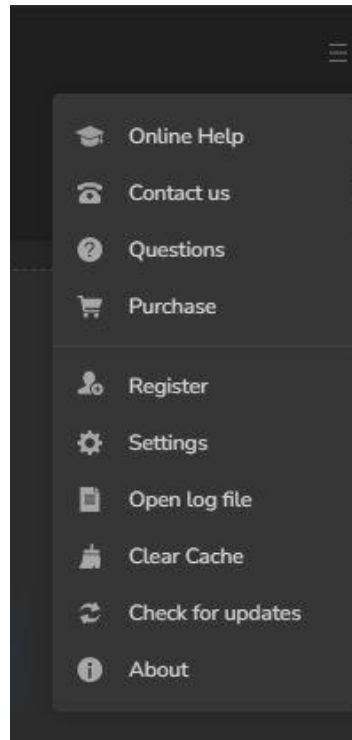 Online Help
Contact us
Questions
Purchase
Register
Settings
Open log file
Clear Cache
Check for updates
About